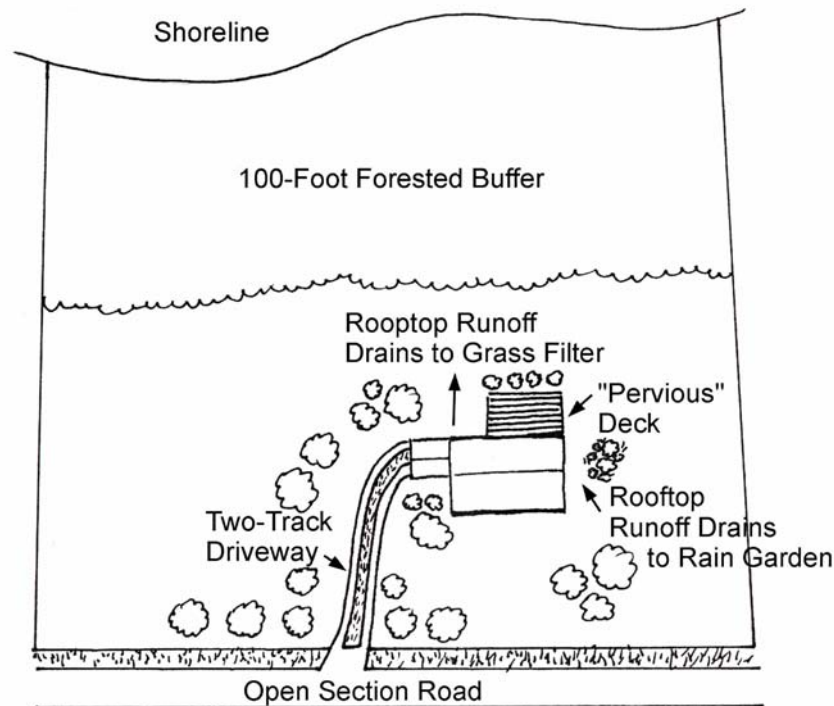 Shoreline
100-Foot Forested Buffer
Rooptop Runoff
Drains to Grass Filter
"Pervious"
Deck
Two-Track
Driveway
Rooftop
Runoff Drains
to Rain Garden
Open Section Road